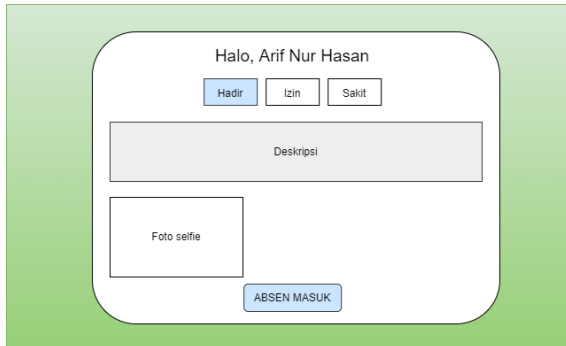 Halo, Arif Nur Hasan
Hadir Izin Sakit
Deskripsi
Foto selfie
ABSEN MASUK